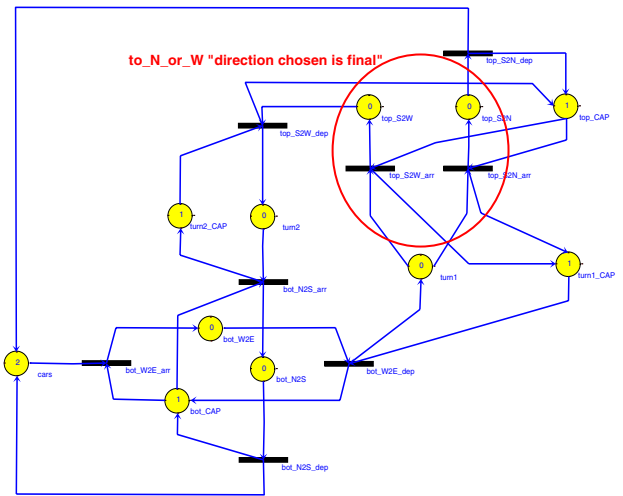 top_S2N_dep
to_N_or_W "direction chosen is final"
0
top_S2W
0
top_S2N
1
top_CAP
top_S2W_dep
top_S2W_arr
top_S2N_arr
1
turn2_CAP
0
turn2
0
turn1
1
turn1_CAP
bot_N2S_arr
0
bot_W2E
2
cars
bot_W2E_arr
0
bot_N2S
bot_W2E_dep
1
bot_CAP
bot_N2S_dep